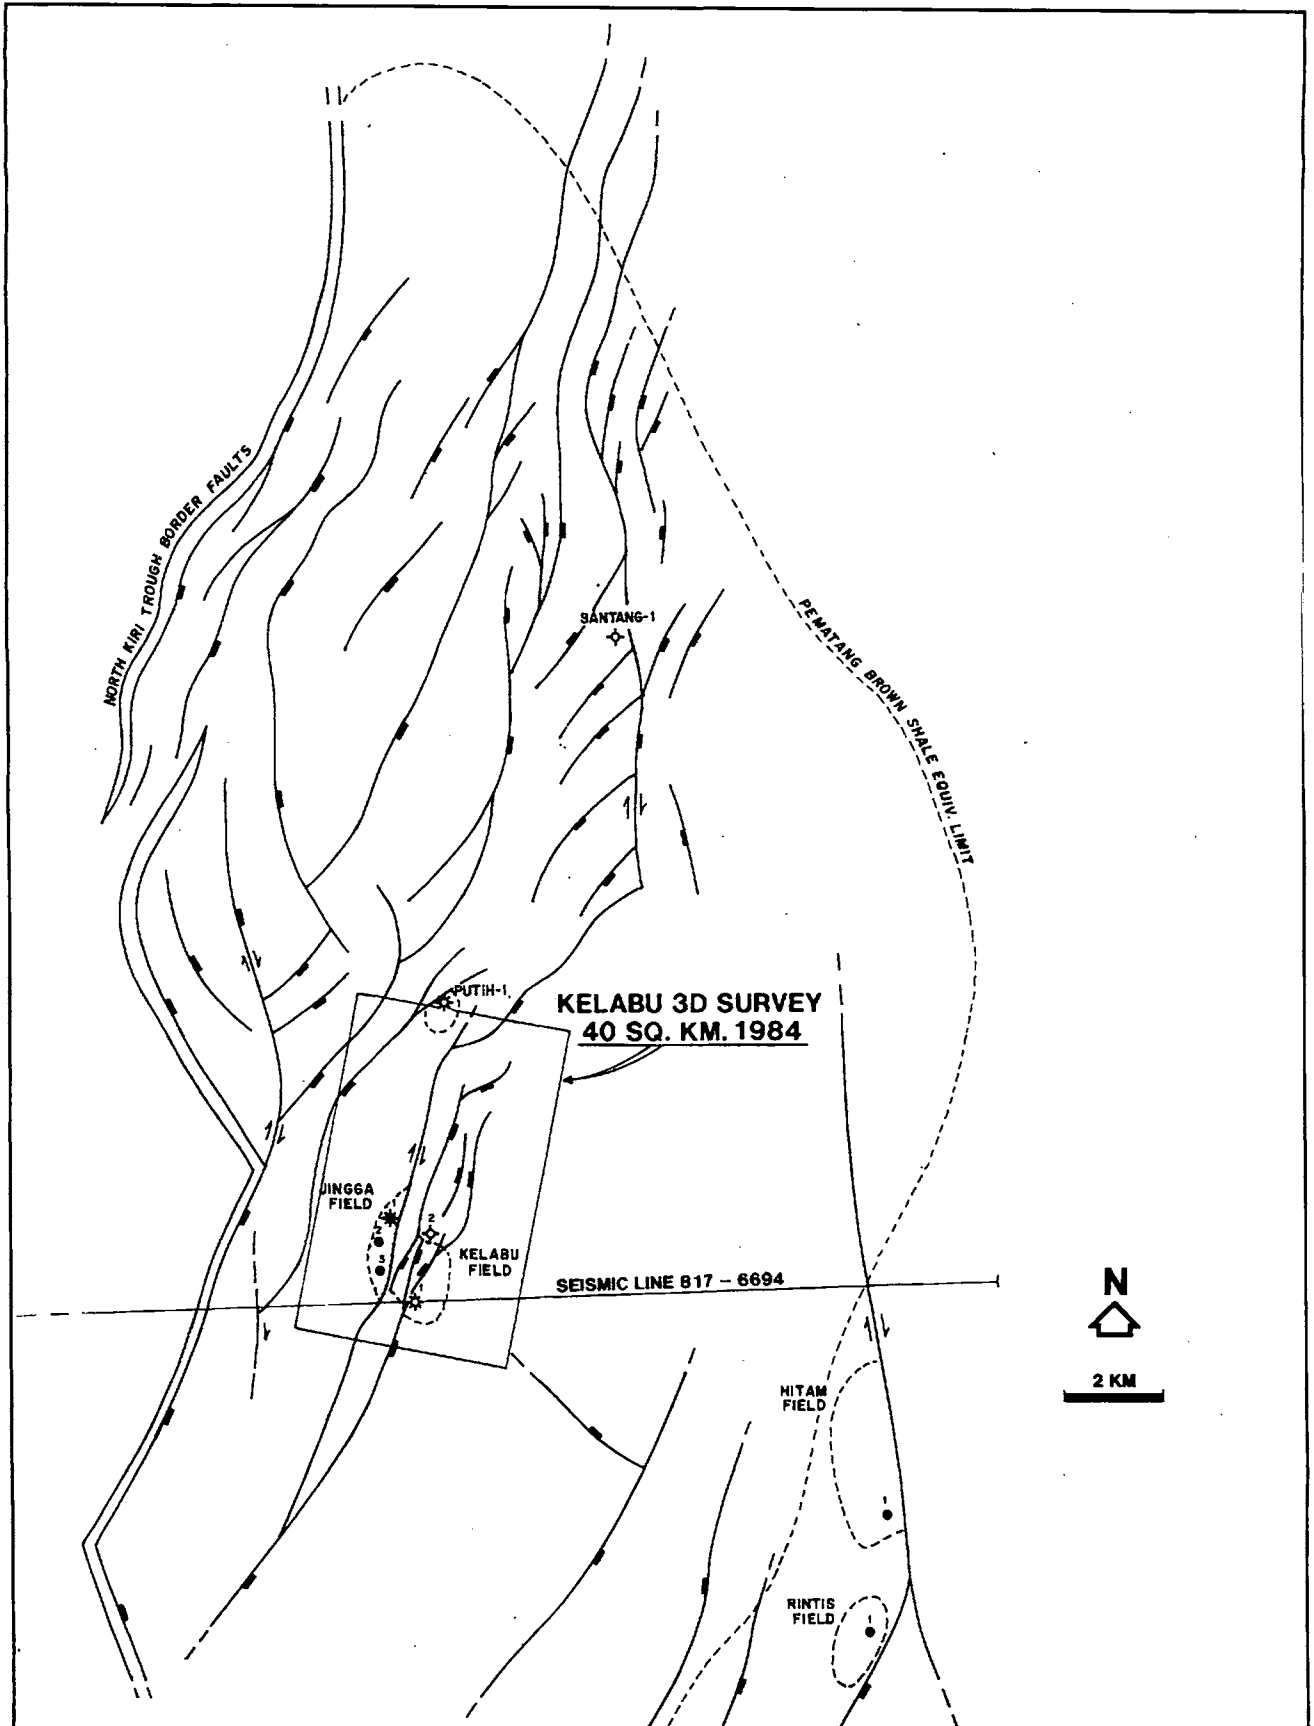 NORTH KIRI TROUGH BORDER FAULTS
SANTANG-1
PEMATANG BROWN SHALE EQUIV. LIMIT
PUTIH-1
KELABU 3D SURVEY
40 SQ. KM. 1984
JINGGA
FIELD
1
2
3
2
KELABU
FIELD
SEISMIC LINE 817 - 6694
N
2 KM
HITAM
FIELD
1
RINTIS
FIELD
1